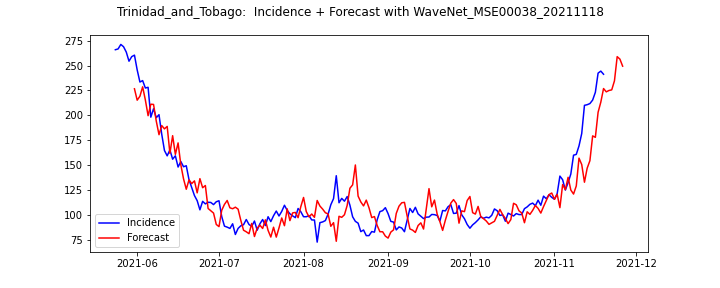 Trinidad_and_Tobago:  Incidence + Forecast with WaveNet_MSE00038_20211118
275
250
225
200
175
150
125
100
75
Incidence
Forecast
2021-06 2021-07 2021-08 2021-09 2021-10 2021-11 2021-12